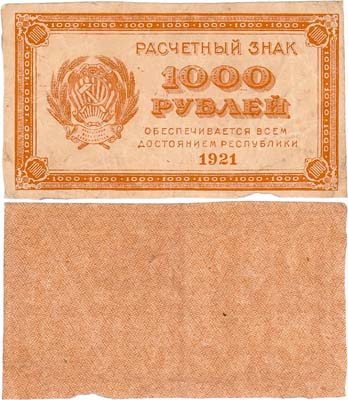 РАСЧЕТНЫЙ ЗНАК
1000
РУБЛЕЙ
ОБЕСПЕЧИВАЕТСЯ ВСЕМ
ДОСТОЯНИЕМ РЕСПУБЛИКИ
1921